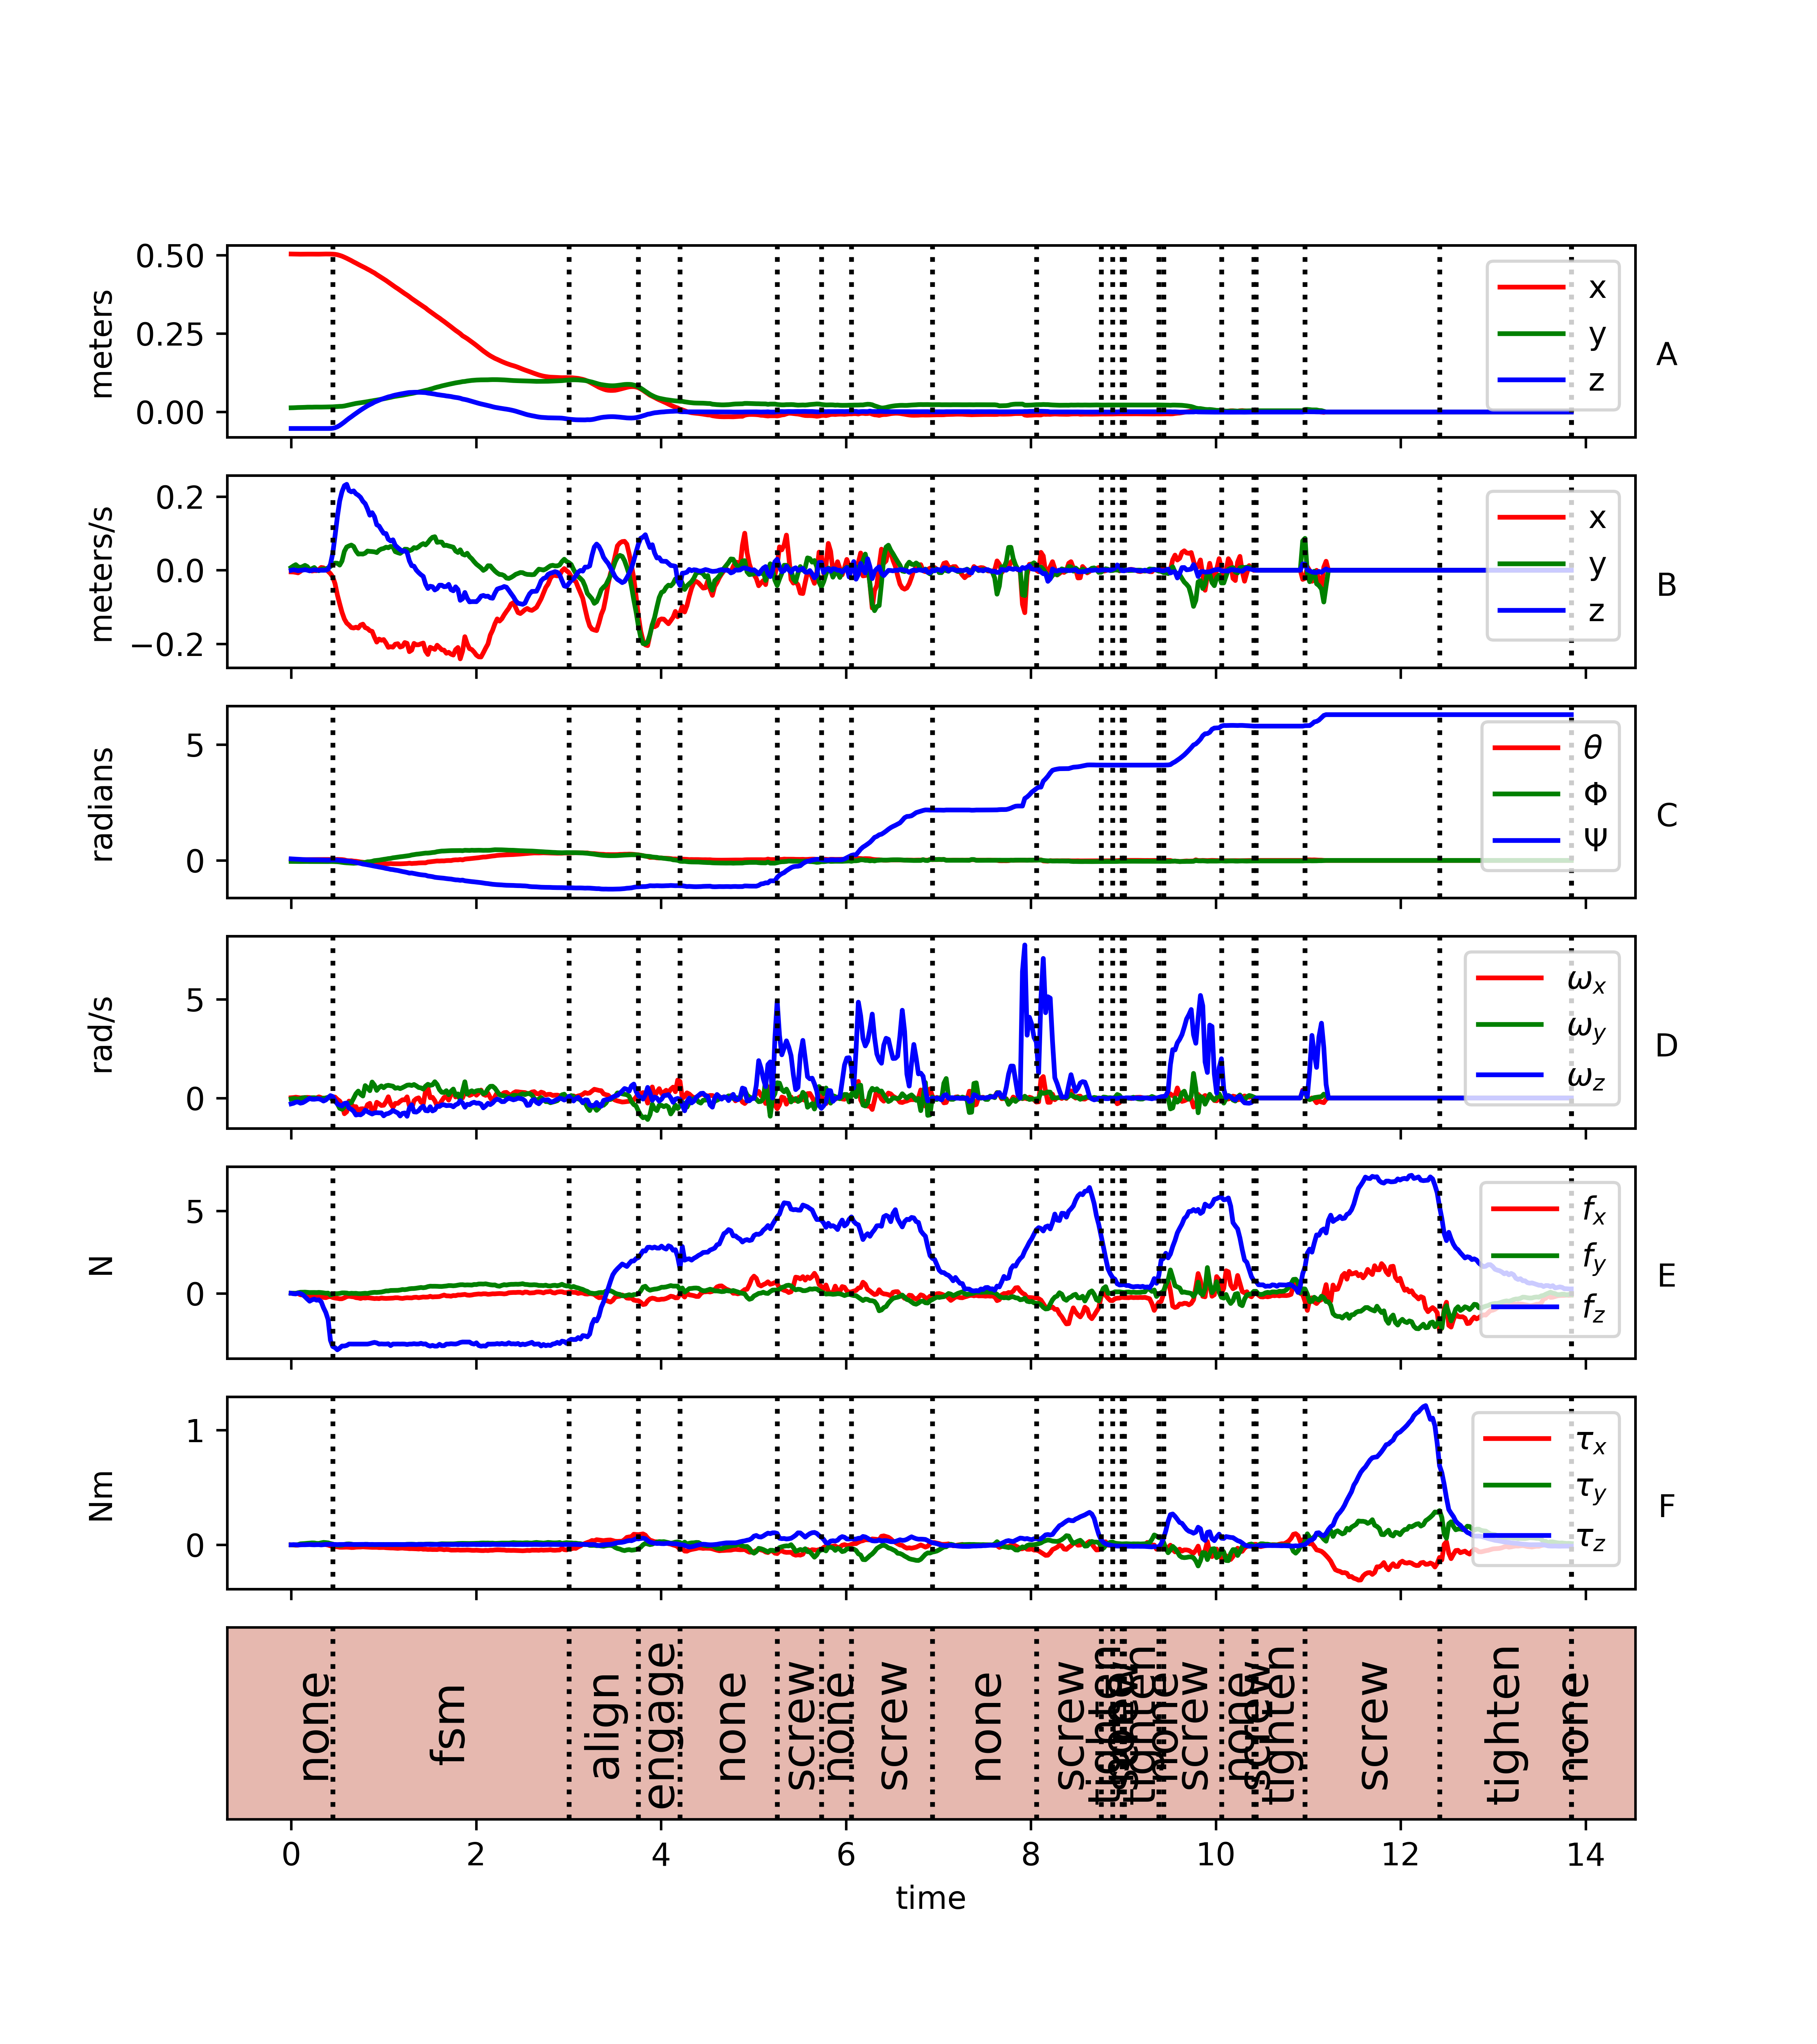 0.50
0.25
0.00
meters
x
y
z
A
0.2
0.0
−0.2
meters/s
x
y
z
B
5
0
radians
θ
Φ
Ψ
C
5
0
rad/s
ωx
ωy
ωz
D
5
0
N
fx
fy
fz
E
1
0
Nm
τx
τy
τz
F
none
fsm
align
engage
none
screw
none
screw
none
screw
tighten
none
screw
none
screw
tighten
screw
tighten
none
0 2 4 6 8 10 12 14
time